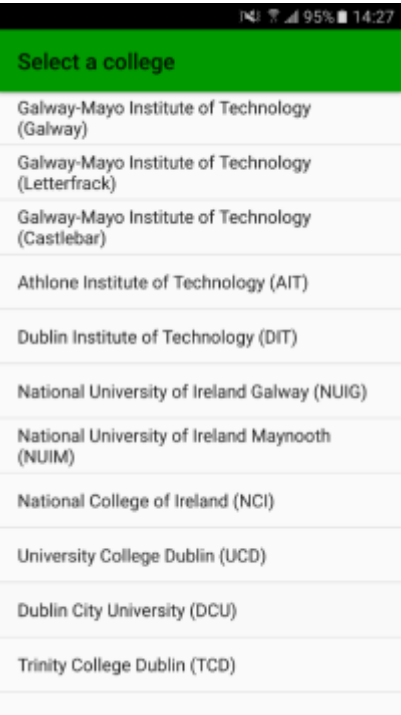 95% 14:27
Select a college
Galway-Mayo Institute of Technology
(Galway)
Galway-Mayo Institute of Technology
(Letterfrack)
Galway-Mayo Institute of Technology
(Castlebar)
Athlone Institute of Technology (AIT)
Dublin Institute of Technology (DIT)
National University of Ireland Galway (NUIG)
National University of Ireland Maynooth
(NUIM)
National College of Ireland (NCI)
University College Dublin (UCD)
Dublin City University (DCU)
Trinity College Dublin (TCD)